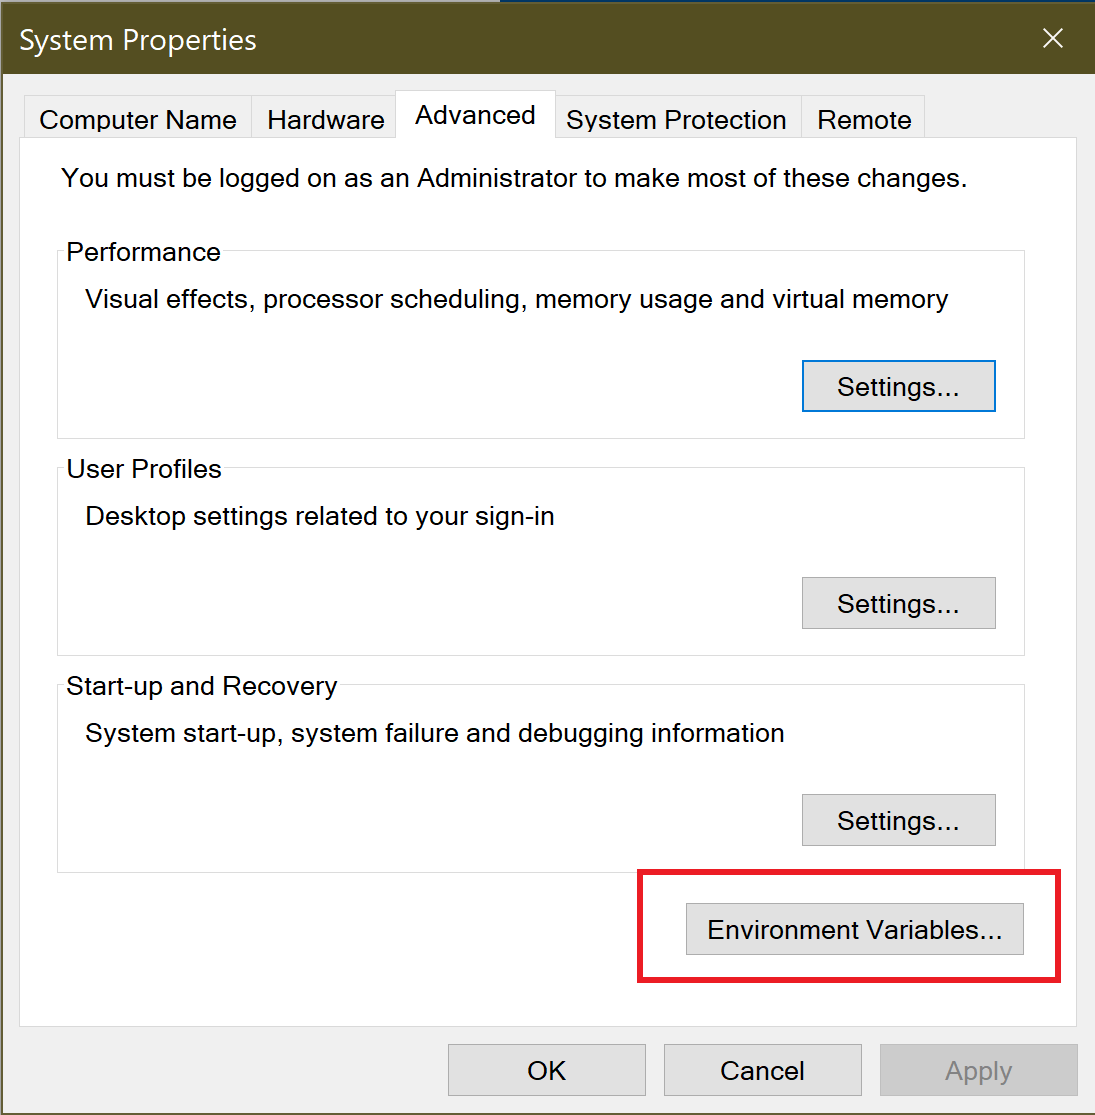 System Properties
Computer Name Hardware Advanced System Protection Remote
You must be logged on as an Administrator to make most of these changes.
Performance
Visual effects, processor scheduling, memory usage and virtual memory
Settings...
User Profiles
Desktop settings related to your sign-in
Settings...
Start-up and Recovery
System start-up, system failure and debugging information
Settings...
Environment Variables...
OK Cancel Apply